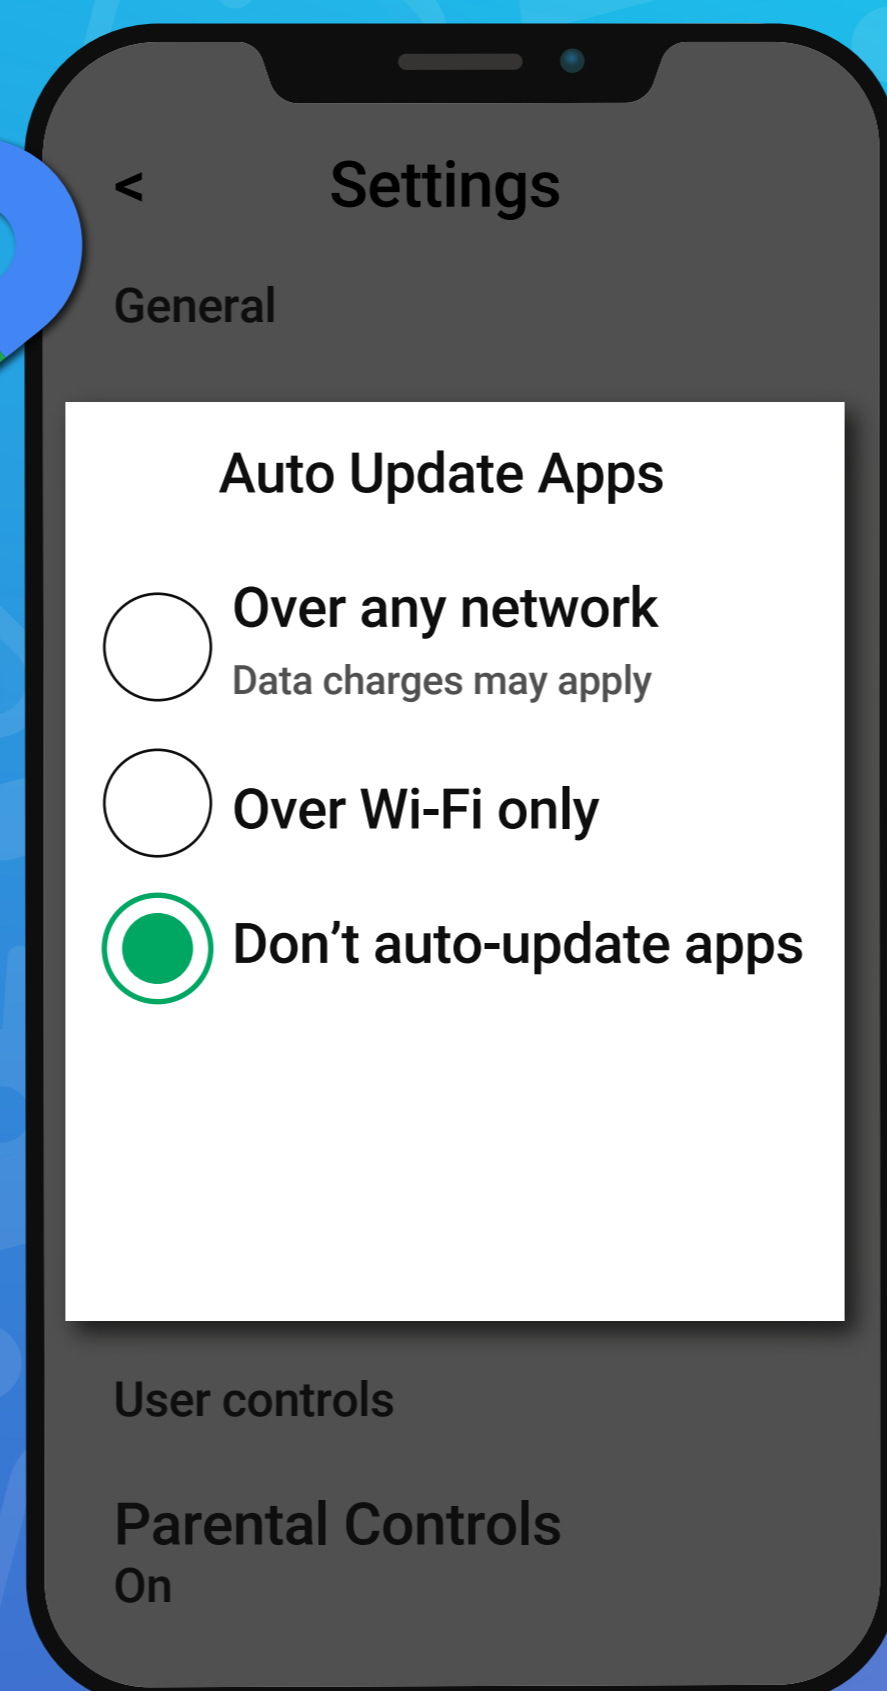 < Settings
General
Auto Update Apps
Over any network
Data charges may apply
Over Wi-Fi only
Don’t auto-update apps
User controls
Parental Controls
On